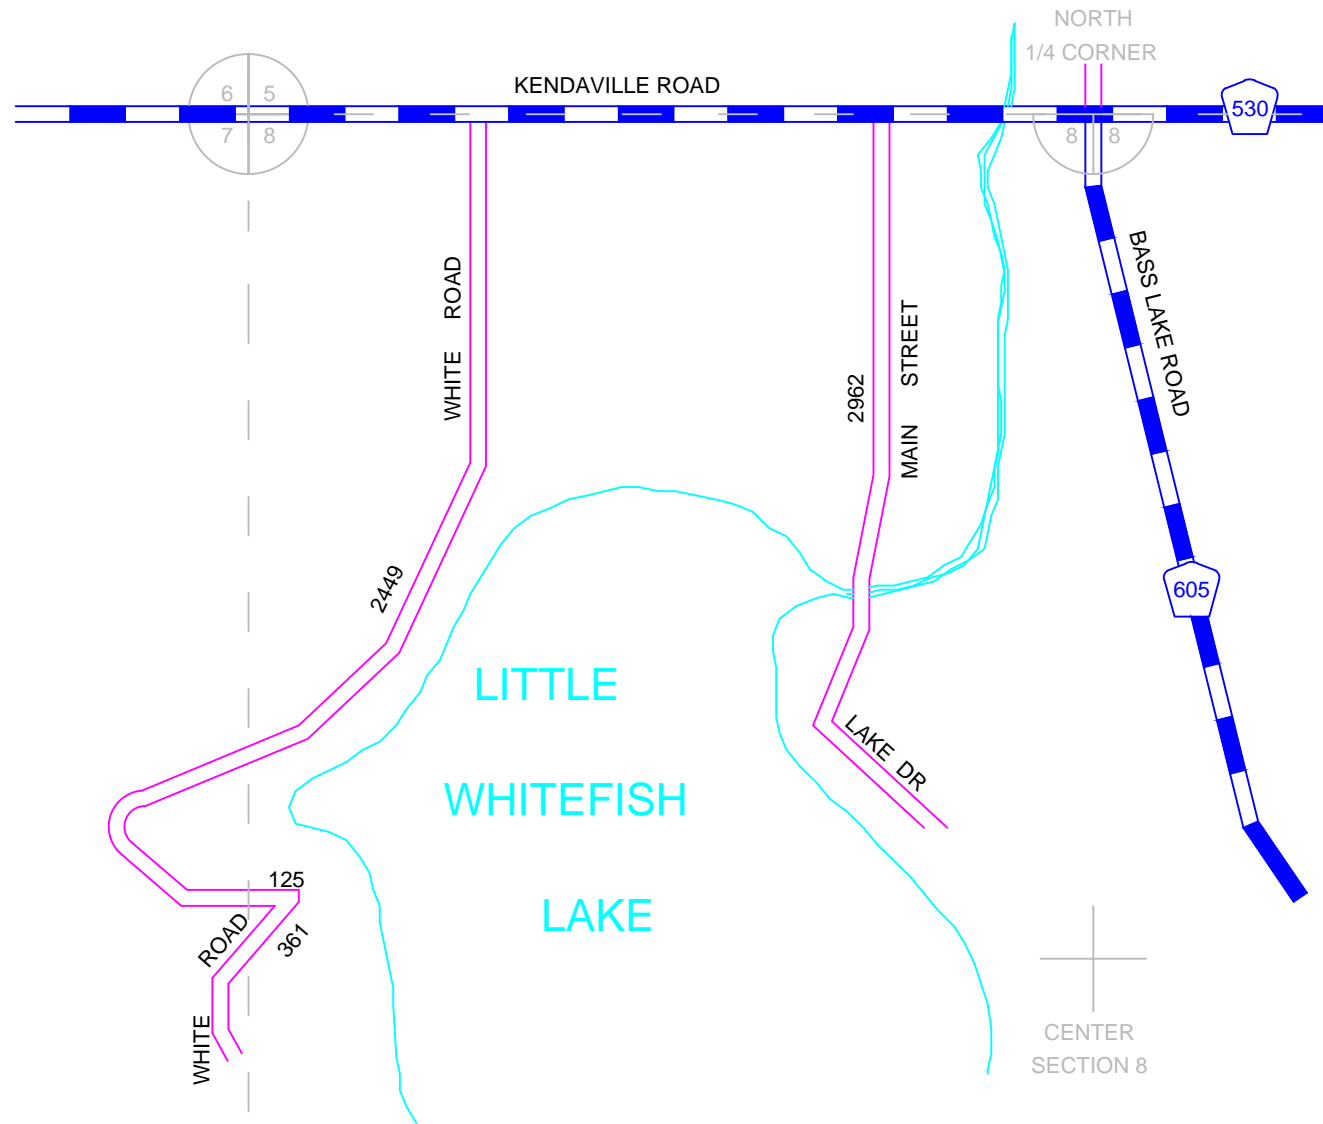 NORTH
1/4 CORNER
KENDAVILLE ROAD
6 5
7 8
530
8 8
WHITE ROAD
MAIN STREET
2962
BASS LAKE ROAD
2449
605
LITTLE
WHITEFISH
LAKE
LAKE DR
125
361
WHITE ROAD
CENTER
SECTION 8